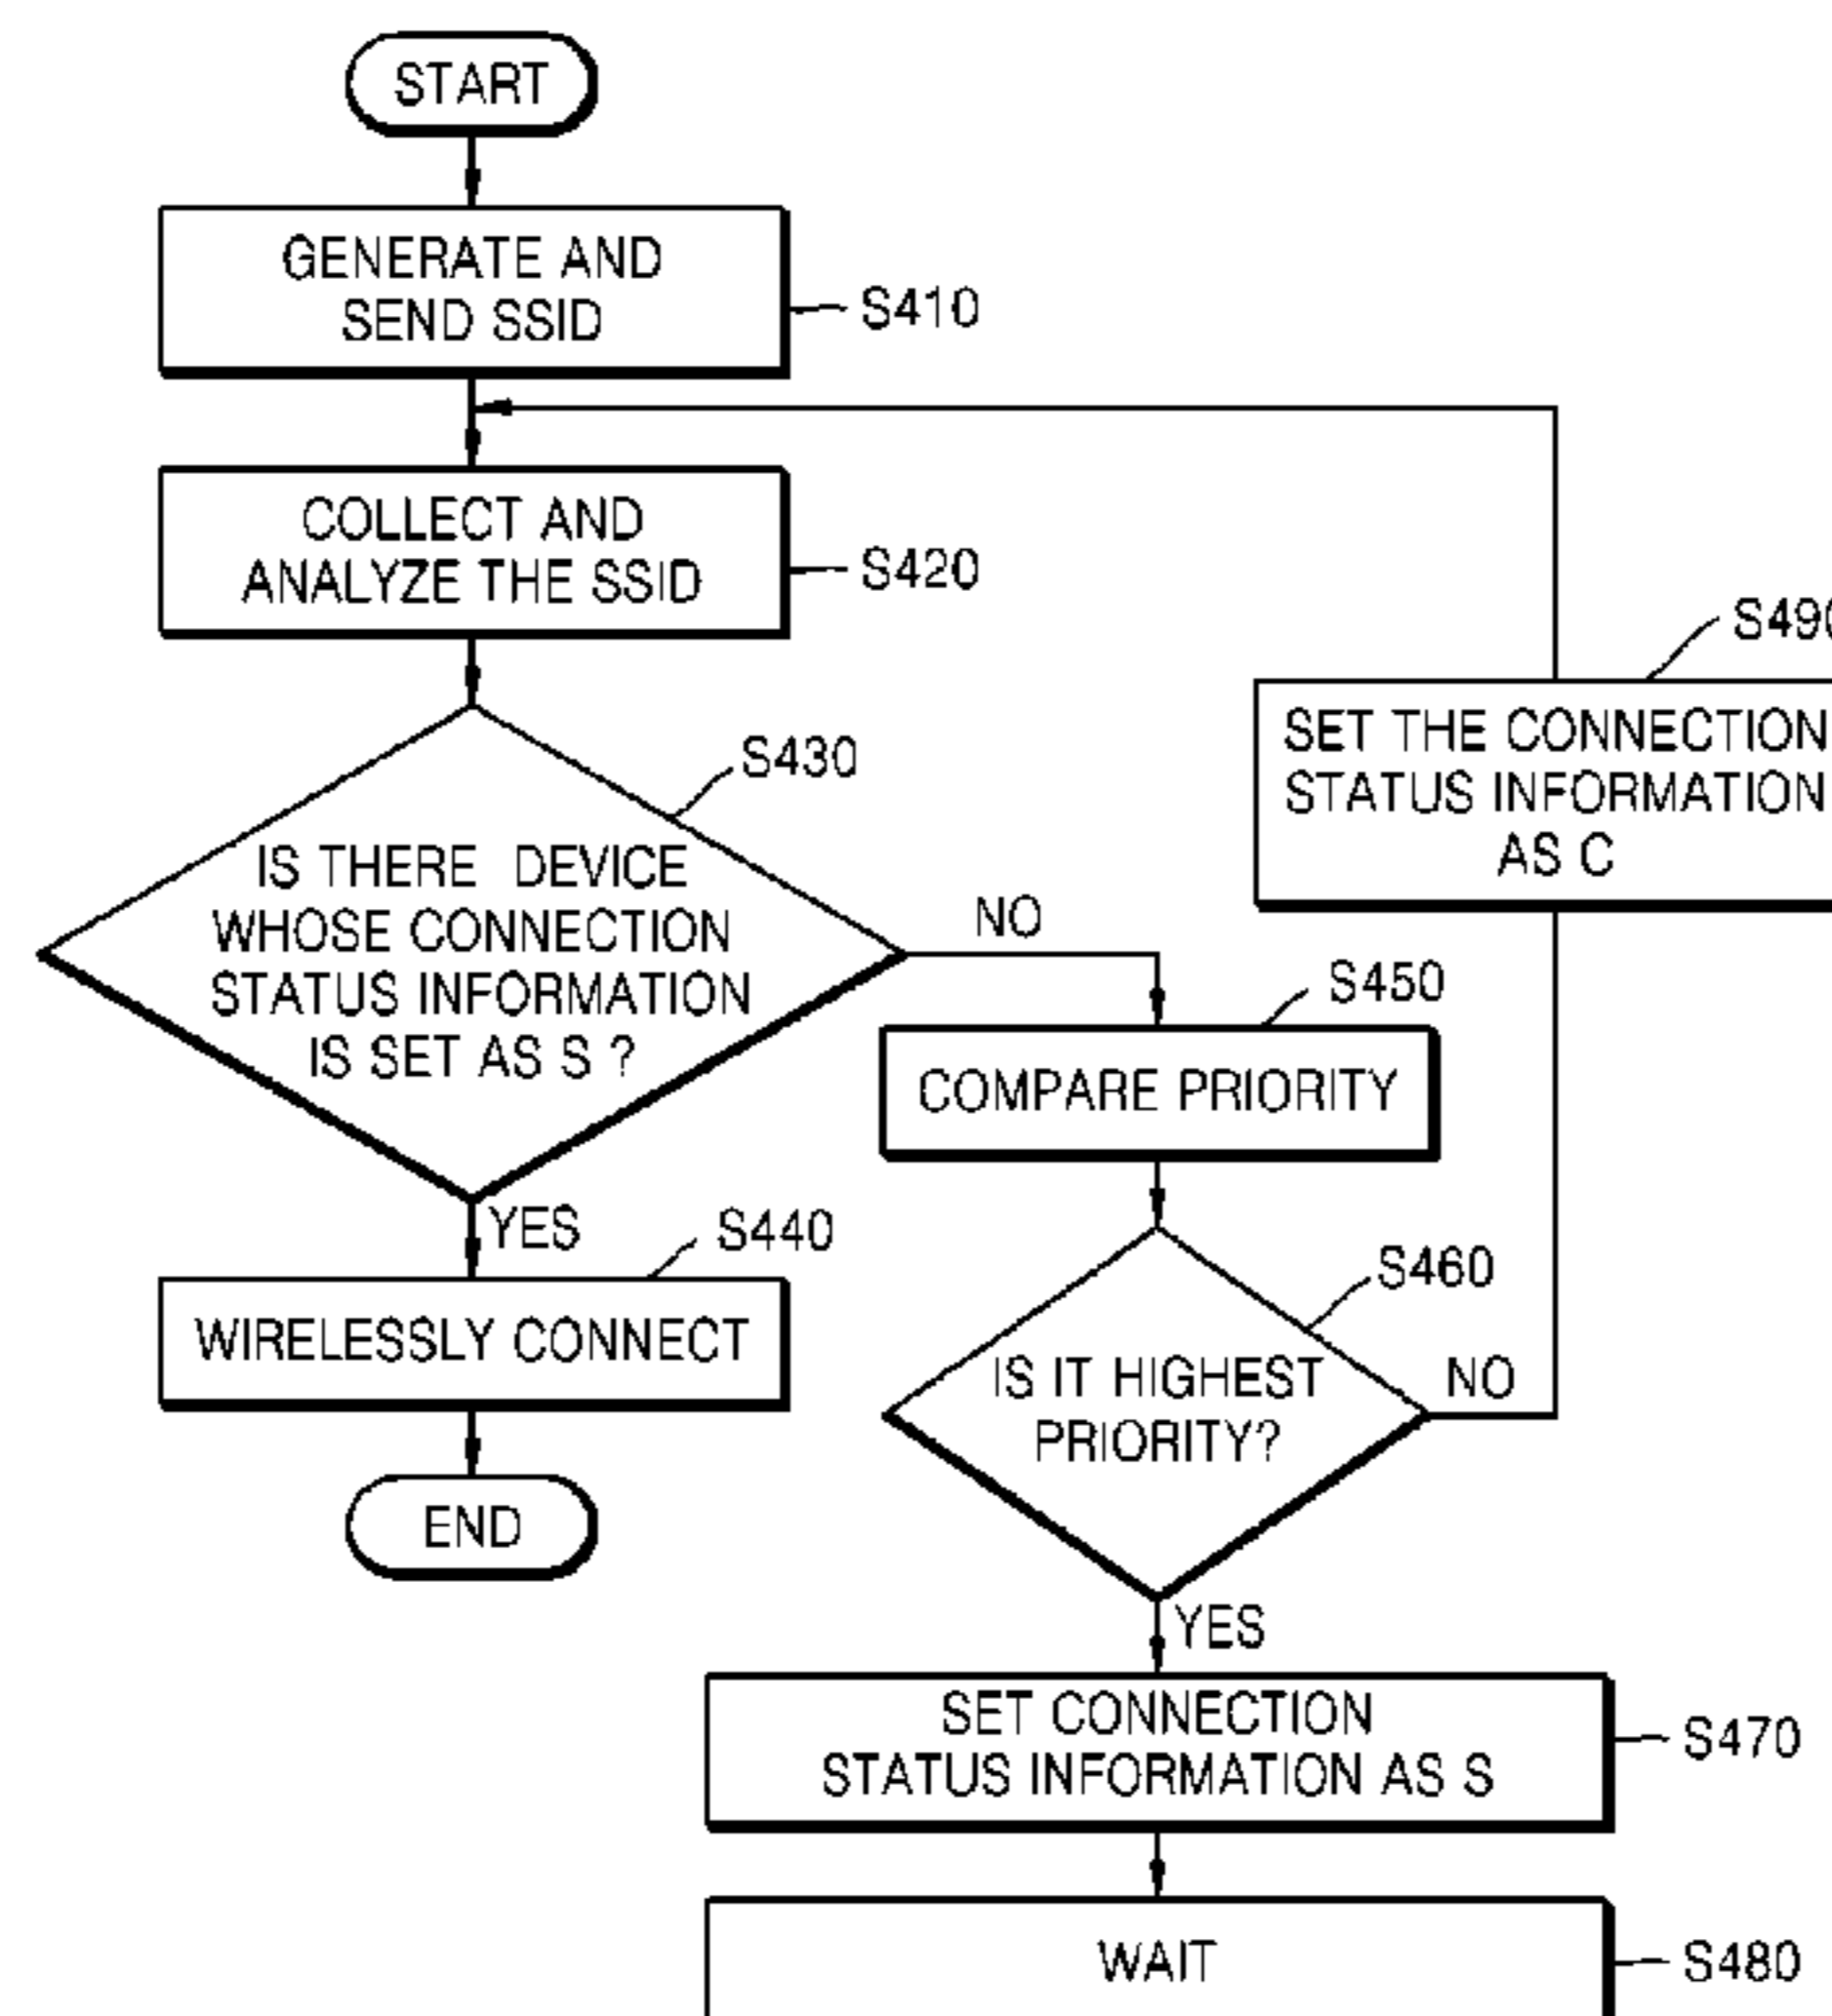 START
GENERATE AND
SEND SSID
S410
COLLECT AND
ANALYZE THE SSID
S420
S430
IS THERE DEVICE
WHOSE CONNECTION
STATUS INFORMATION
IS SET AS S ?
NO
YES
S440
WIRELESSLY CONNECT
END
S450
COMPARE PRIORITY
S460
IS IT HIGHEST
PRIORITY?
NO
YES
S490
SET THE CONNECTION
STATUS INFORMATION
AS C
SET CONNECTION
STATUS INFORMATION AS S
S470
WAIT
S480